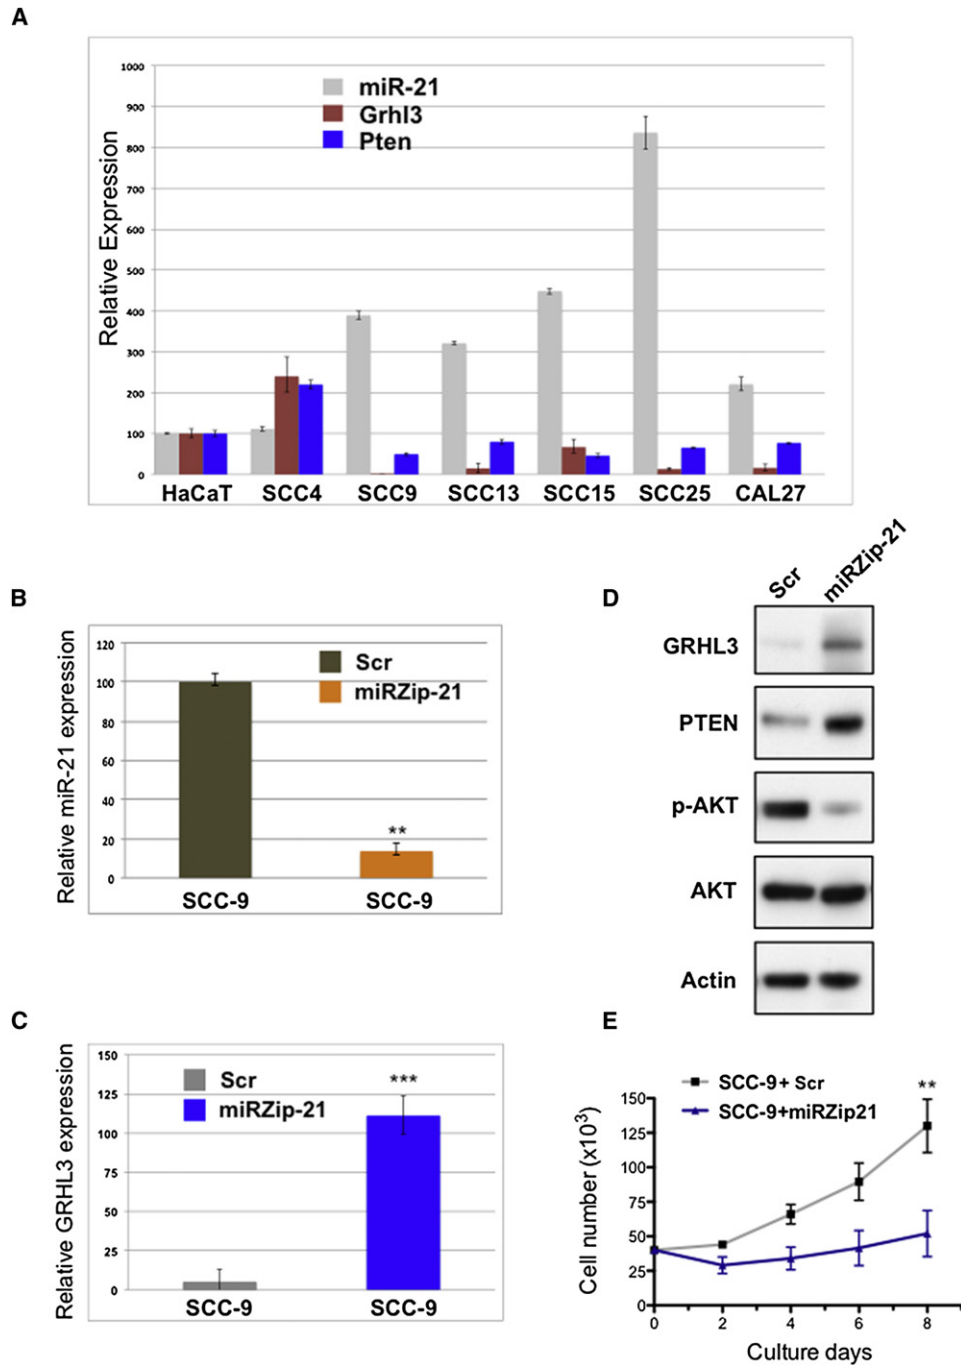 A
1000
900
800
700
600
500
400
300
200
100
0
Relative Expression
miR-21
Grhl3
Pten
HaCaT SCC4 SCC9 SCC13 SCC15 SCC25 CAL27
B
120
100
80
60
40
20
0
Relative miR-21 expression
Scr
miRZip-21
**
SCC-9 SCC-9
D
Scr miRZip-21
GRHL3
PTEN
p-AKT
AKT
Actin
C
150
125
100
75
50
25
0
Relative GRHL3 expression
Scr
miRZip-21
***
SCC-9 SCC-9
E
SCC-9+ Scr
SCC-9+miRZip21
**
150
125
100
75
50
25
0
Cell number (x10³)
0 2 4 6 8
Culture days